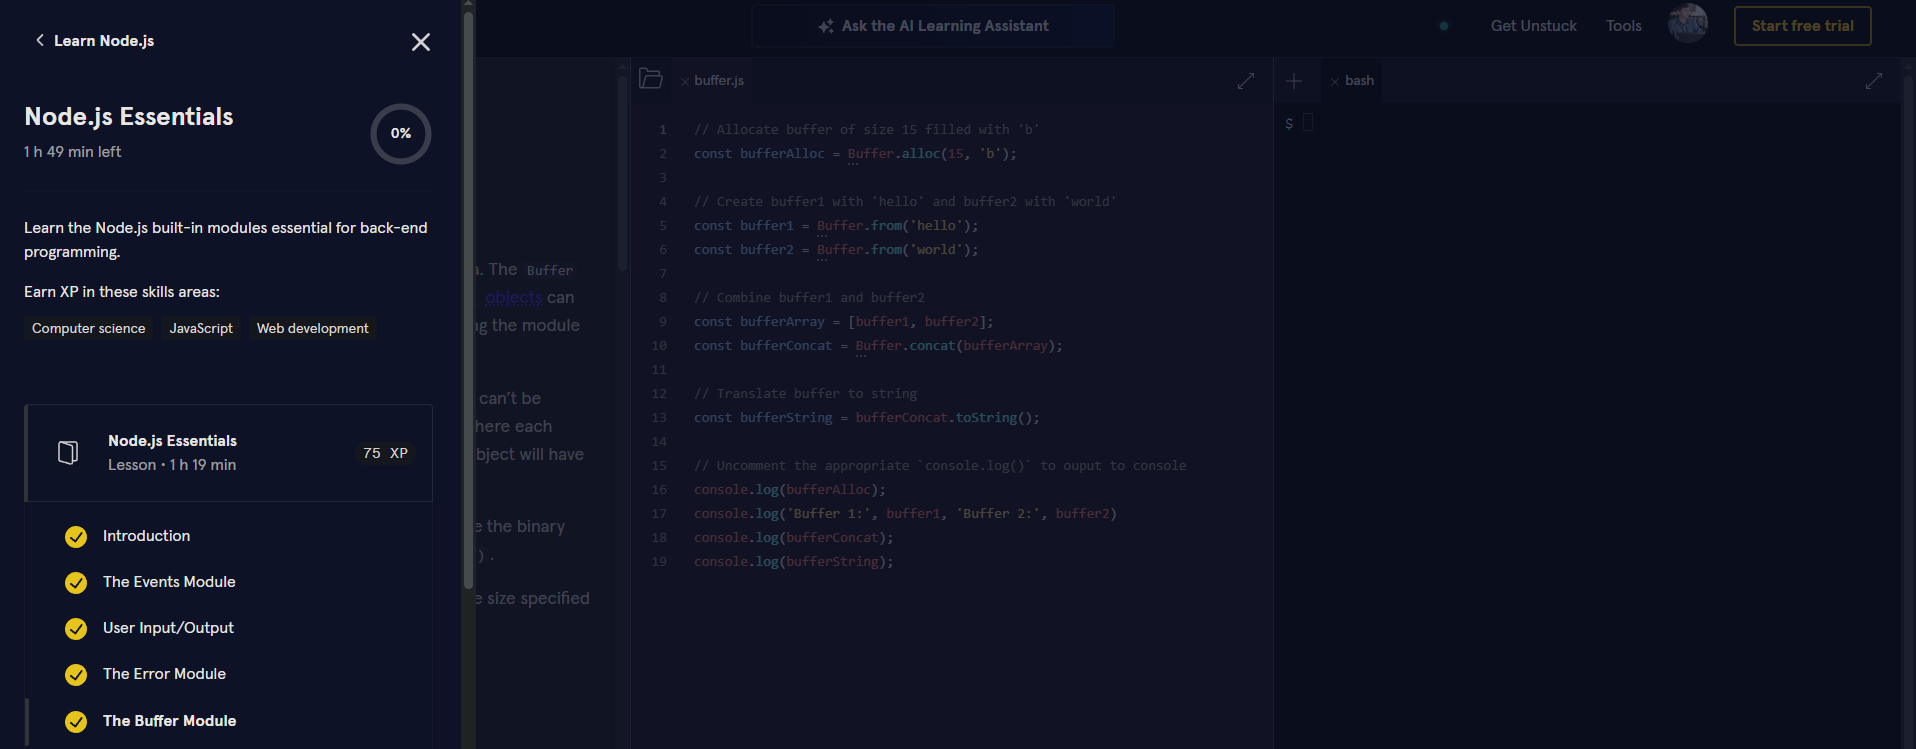 Learn Node.js
Node.js Essentials
1 h 49 min left
0%
Learn the Node.js built-in modules essential for back-end
programming.
Earn XP in these skills areas:
Computer science
JavaScript
Web development
Node.js Essentials
Lesson • 1 h 19 min
75 XP
Introduction
The Events Module
User Input/Output
The Error Module
The Buffer Module
Ask the AI Learning Assistant
Get Unstuck
Tools
Start free trial
. The Buffer
objects can
the module
can't be
here each
bject will have
the binary
).
size specified
buffer.js
1 // Allocate buffer of size 15 filled with 'b'
2 const bufferAlloc = Buffer.alloc(15, 'b');
3
4 // Create buffer1 with 'hello' and buffer2 with 'world'
5 const buffer1 = Buffer.from('hello');
6 const buffer2 = Buffer.from('world');
7
8 // Combine buffer1 and buffer2
9 const bufferArray = [buffer1, buffer2];
10 const bufferConcat = Buffer.concat(bufferArray);
11
12 // Translate buffer to string
13 const bufferString = bufferConcat.toString();
14
15 // Uncomment the appropriate `console.log()` to ouput to console
16 console.log(bufferAlloc);
17 console.log('Buffer 1:', buffer1, 'Buffer 2:', buffer2)
18 console.log(bufferConcat);
19 console.log(bufferString);
bash
$